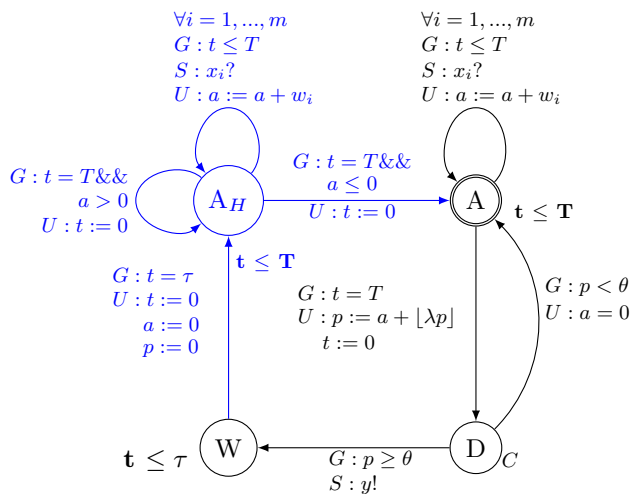 ∀i = 1, ..., m
G : t ≤ T
S : x_i?
U : a := a + w_i
∀i = 1, ..., m
G : t ≤ T
S : x_i?
U : a := a + w_i
G : t = T&&
a > 0
U : t := 0
A_H
G : t = T&&
a ≤ 0
U : t := 0
A
t ≤ T
t ≤ T
G : t = τ
U : t := 0
a := 0
p := 0
G : t = T
U : p := a + ⌊λp⌋
t := 0
G : p < θ
U : a = 0
t ≤ τ
W
G : p ≥ θ
S : y!
D
C